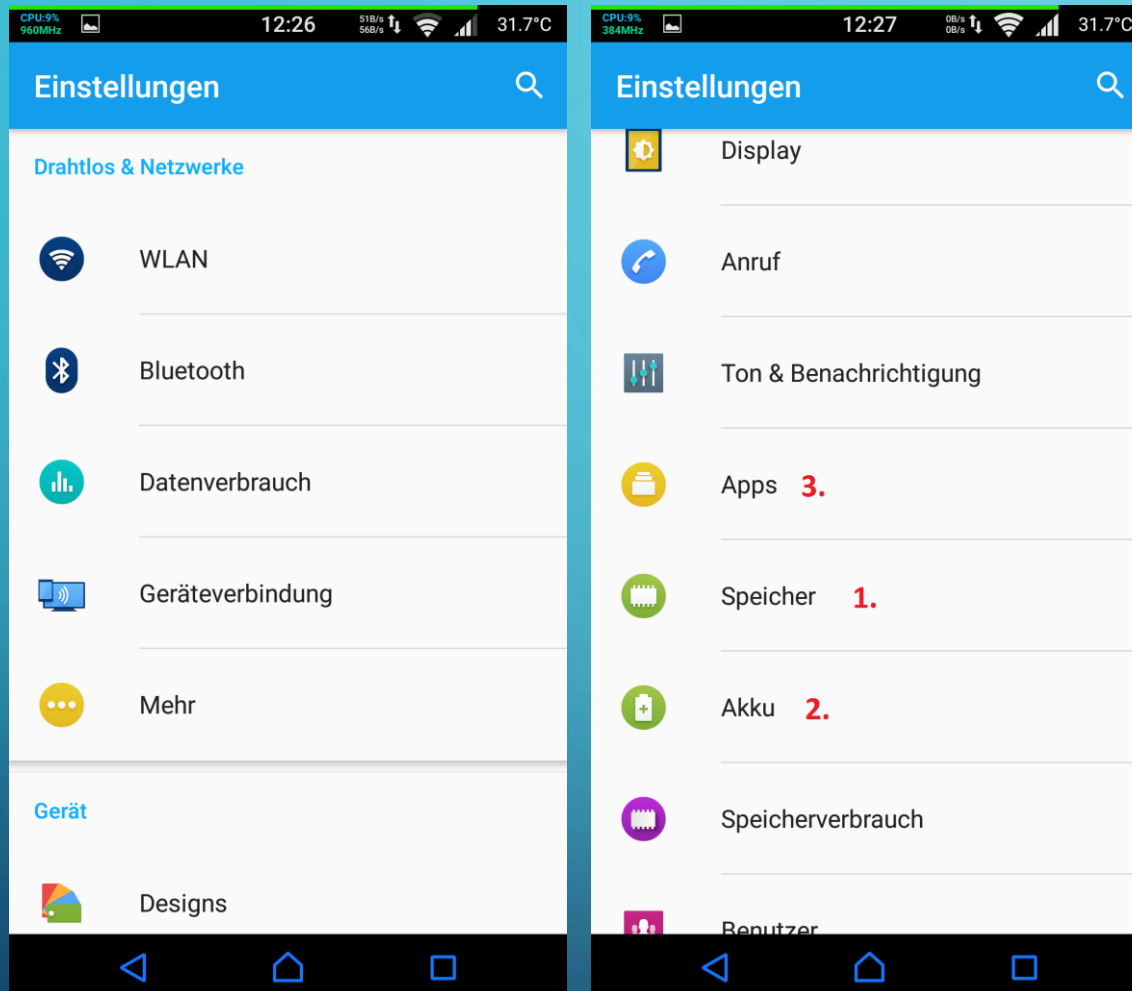 CPU:9%
960MHz
12:26
51B/s
56B/s
31.7°C
Einstellungen
Drahtlos & Netzwerke
WLAN
Bluetooth
Datenverbrauch
Geräteverbindung
Mehr
Gerät
Designs
CPU:9%
384MHz
12:27
0B/s
0B/s
31.7°C
Einstellungen
Display
Anruf
Ton & Benachrichtigung
Apps 3.
Speicher 1.
Akku 2.
Speicherverbrauch
Benutzer